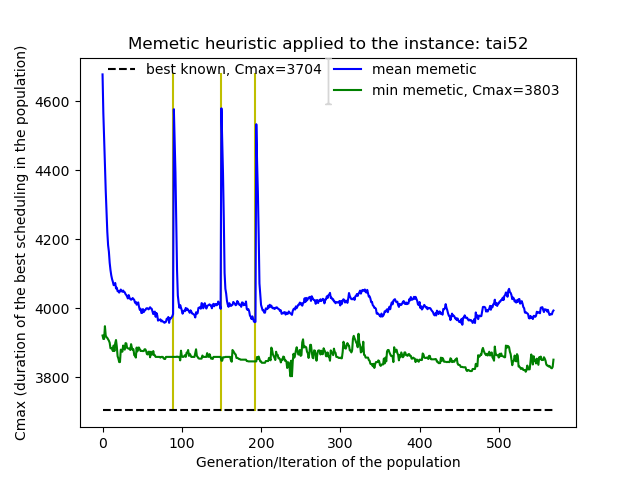 Memetic heuristic applied to the instance: tai52
best known, Cmax=3704
mean memetic
min memetic, Cmax=3803
Cmax (duration of the best scheduling in the population)
4600
4400
4200
4000
3800
0 100 200 300 400 500
Generation/Iteration of the population